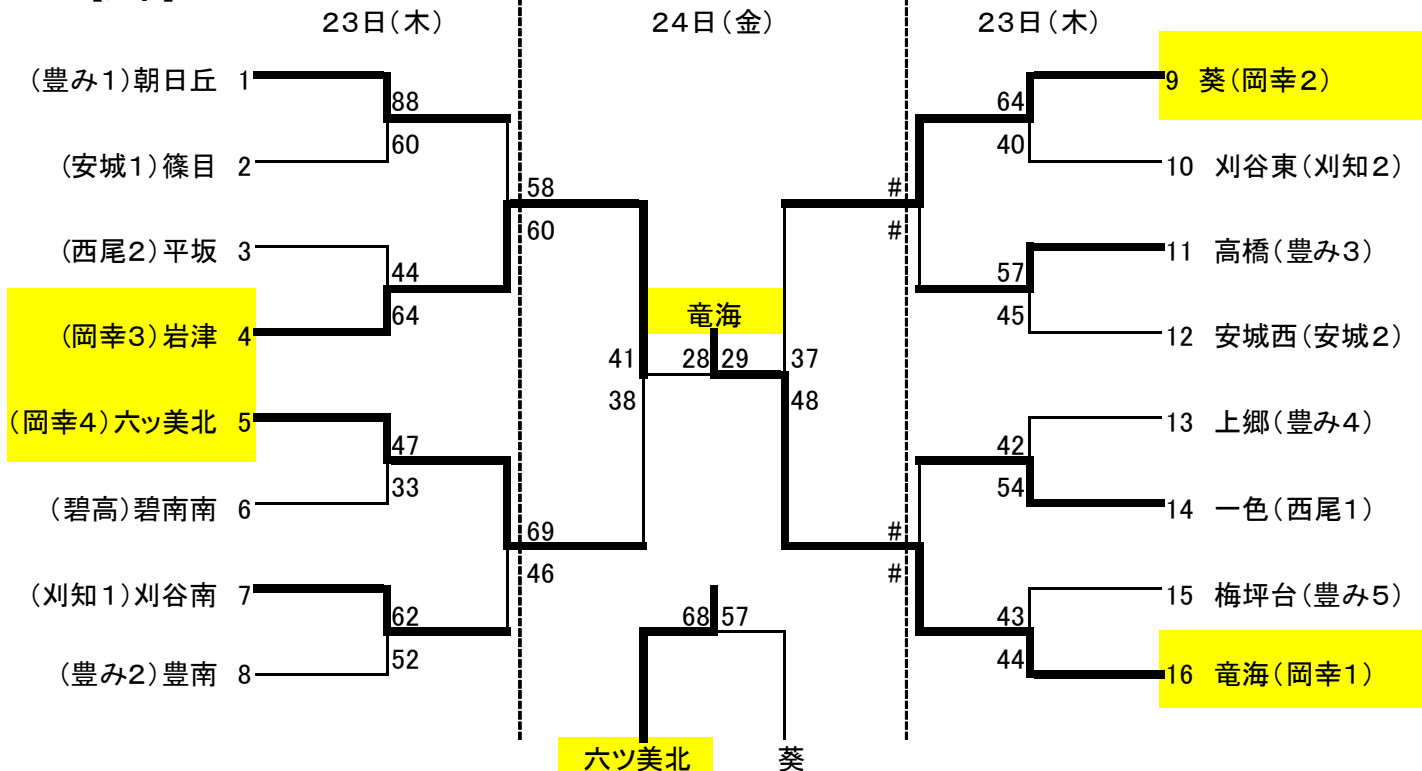 23日(木)
24日(金)
23日(木)
(豊み1)朝日丘 1
88
60
(安城1)篠目 2
58
60
(西尾2)平坂 3
44
64
(岡幸3)岩津 4
41
38
(岡幸4)六ッ美北 5
47
33
(碧高)碧南南 6
69
46
(刈知1)刈谷南 7
62
52
(豊み2)豊南 8
竜海
28 29
37
48
68 57
六ツ美北 葵
9 葵(岡幸2)
64
40
10 刈谷東(刈知2)
#
#
11 高橋(豊み3)
57
45
12 安城西(安城2)
13 上郷(豊み4)
42
54
14 一色(西尾1)
#
#
15 梅坪台(豊み5)
43
44
16 竜海(岡幸1)